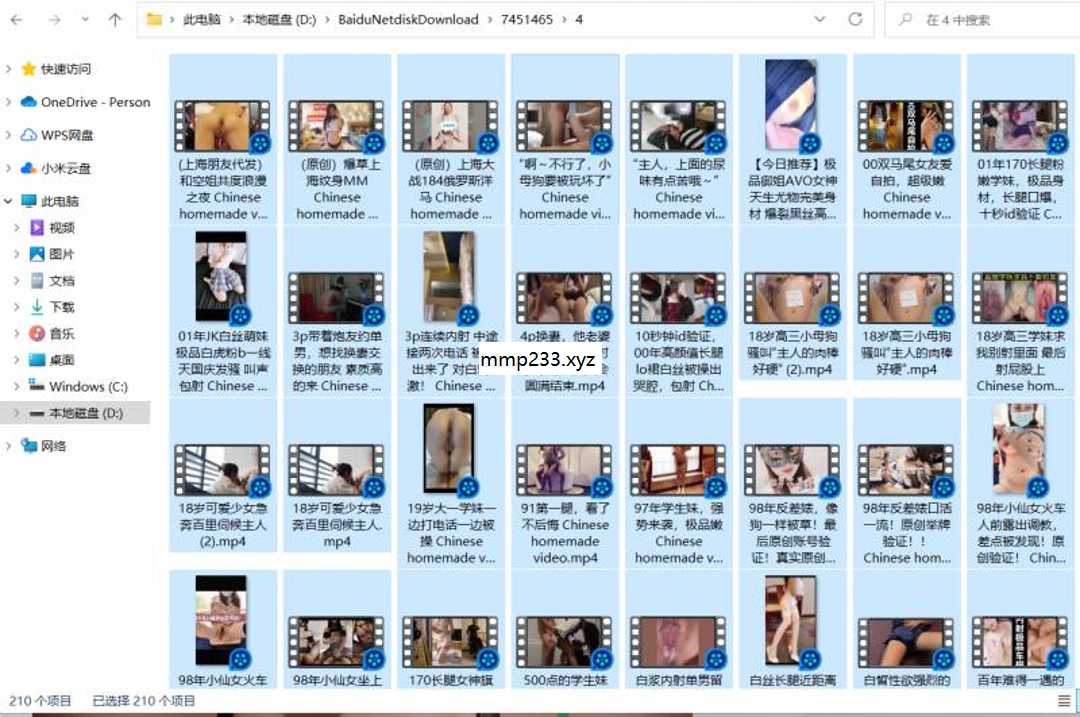 此电脑 > 本地磁盘 (D:) > BaiduNetdiskDownload > 7451465 > 4
在 4 中搜索
快速访问
OneDrive - Person
WPS网盘
小米云盘
此电脑
视频
图片
文档
下载
音乐
桌面
Windows (C:)
本地磁盘 (D:)
网络
(上海朋友代发)
和空姐共度浪漫
之夜 Chinese
homemade v...
(原创) 爆草上
海纹身MM
Chinese
homemade ...
(原创) 上海大
战184俄罗斯洋
马 Chinese
homemade ...
“啊～不行了，小
母狗要被玩坏了”
Chinese
homemade vi...
“主人，上面的尿
味有点苦哦～”
Chinese
homemade vi...
【今日推荐】极
品御姐AVO女神
天生尤物完美身
材 爆裂黑丝高...
00双马尾女友爱
自拍，超级嫩
Chinese
homemade v...
01年170长腿粉
嫩学妹，极品身
材，长腿口爆，
十秒id验证 C...
01年JK白丝萌妹
极品白虎粉b一线
天国庆发骚 叫声
包射 Chinese ...
3p带着炮友约单
男，想找换妻交
换的朋友 素质高
的来 Chinese ...
3p连续内射 中途
接两次电话
出来了 对白
激！ Chinese ...
4p换妻，他老婆
圆满结束.mp4
mmp233.xyz
10秒钟id验证，
00年高颜值长腿
lo裙白丝被操出
哭腔，包射 Ch...
18岁高三小母狗
骚叫“主人的肉棒
好硬” (2).mp4
18岁高三小母狗
骚叫“主人的肉棒
好硬”.mp4
18岁高三学妹求
我别射里面 最后
射屁股上
Chinese hom...
18岁可爱少女急
奔百里伺候主人
(2).mp4
18岁可爱少女急
奔百里伺候主人.
mp4
19岁大一学妹一
边打电话一边被
操 Chinese
homemade v...
91第一腿，看了
不后悔 Chinese
homemade
video.mp4
97年学生妹，强
势来袭，极品嫩
Chinese
homemade v...
98年反差婊，像
狗一样被草！最
后原创账号验
证！真实原创...
98年反差婊口活
一流！原创举牌
验证！！
Chinese hom...
98年小仙女火车
人前露出调教，
差点被发现！原
创验证！ Chin...
98年小仙女火车
98年小仙女坐上
170长腿女神旗
500点的学生妹
白浆内射单男留
白丝长腿近距离
白皙性欲强烈的
百年难得一遇的
210 个项目 已选择 210 个项目